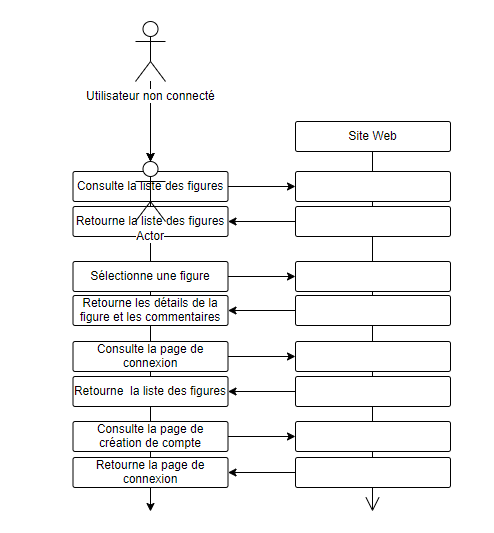 Utilisateur non connecté
Site Web
Consulte la liste des figures
Retourne la liste des figures
Actor
Sélectionne une figure
Retourne les détails de la
figure et les commentaires
Consulte la page de
connexion
Retourne la liste des figures
Consulte la page de
création de compte
Retourne la page de
connexion